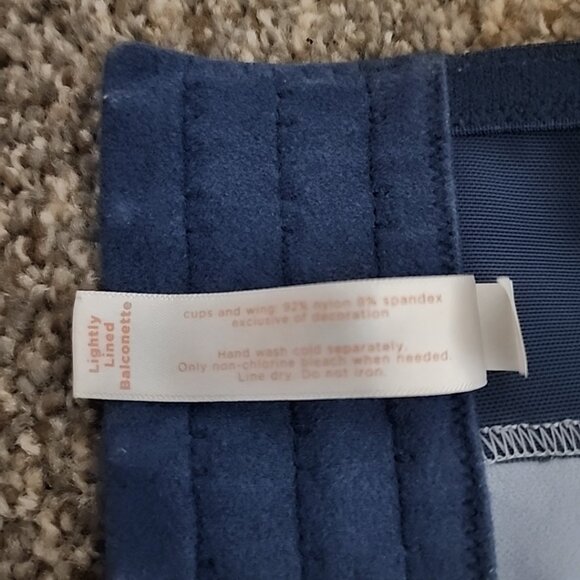 Lightly
Lined
Balconette
cups and wing: 92% nylon 8% spandex
exclusive of decoration
Hand wash cold separately.
Only non-chlorine bleach when needed.
Line dry. Do not iron.